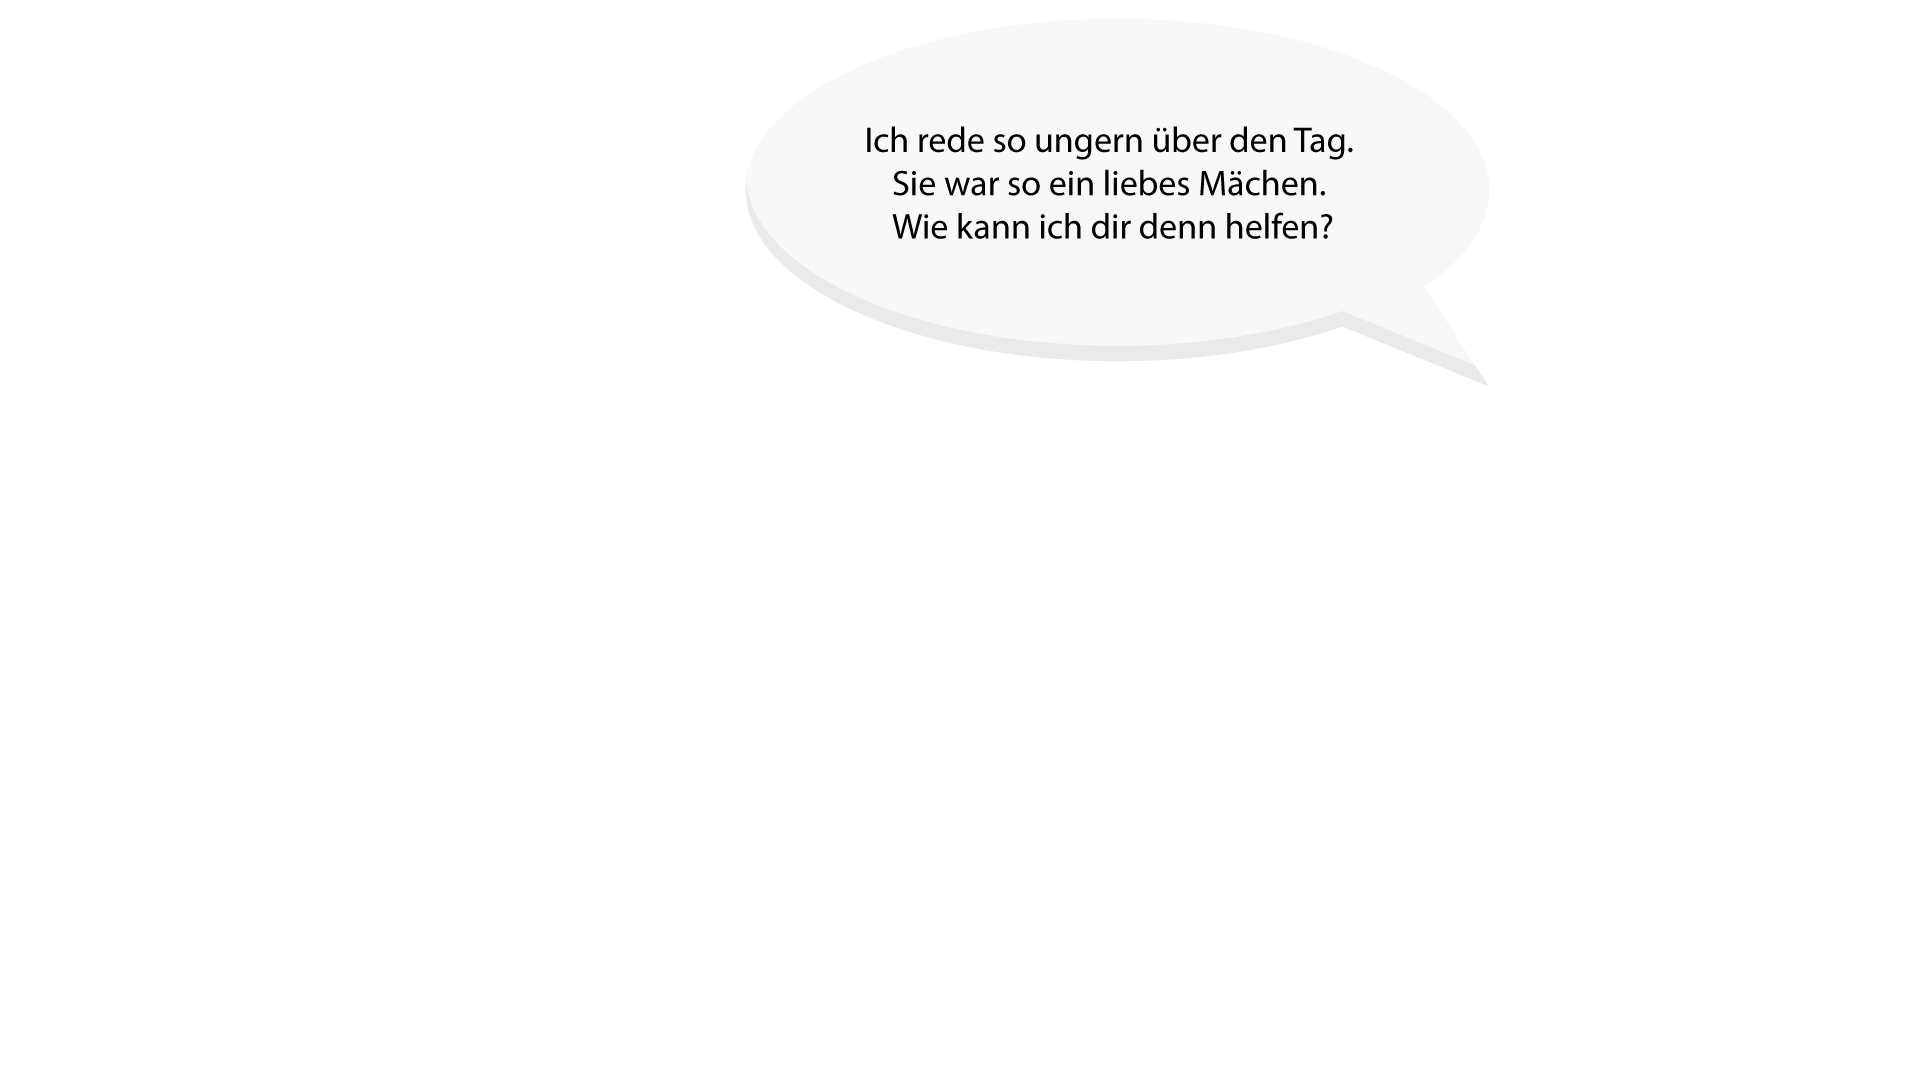 Ich rede so ungern über den Tag.
Sie war so ein liebes Mächen.
Wie kann ich dir denn helfen?